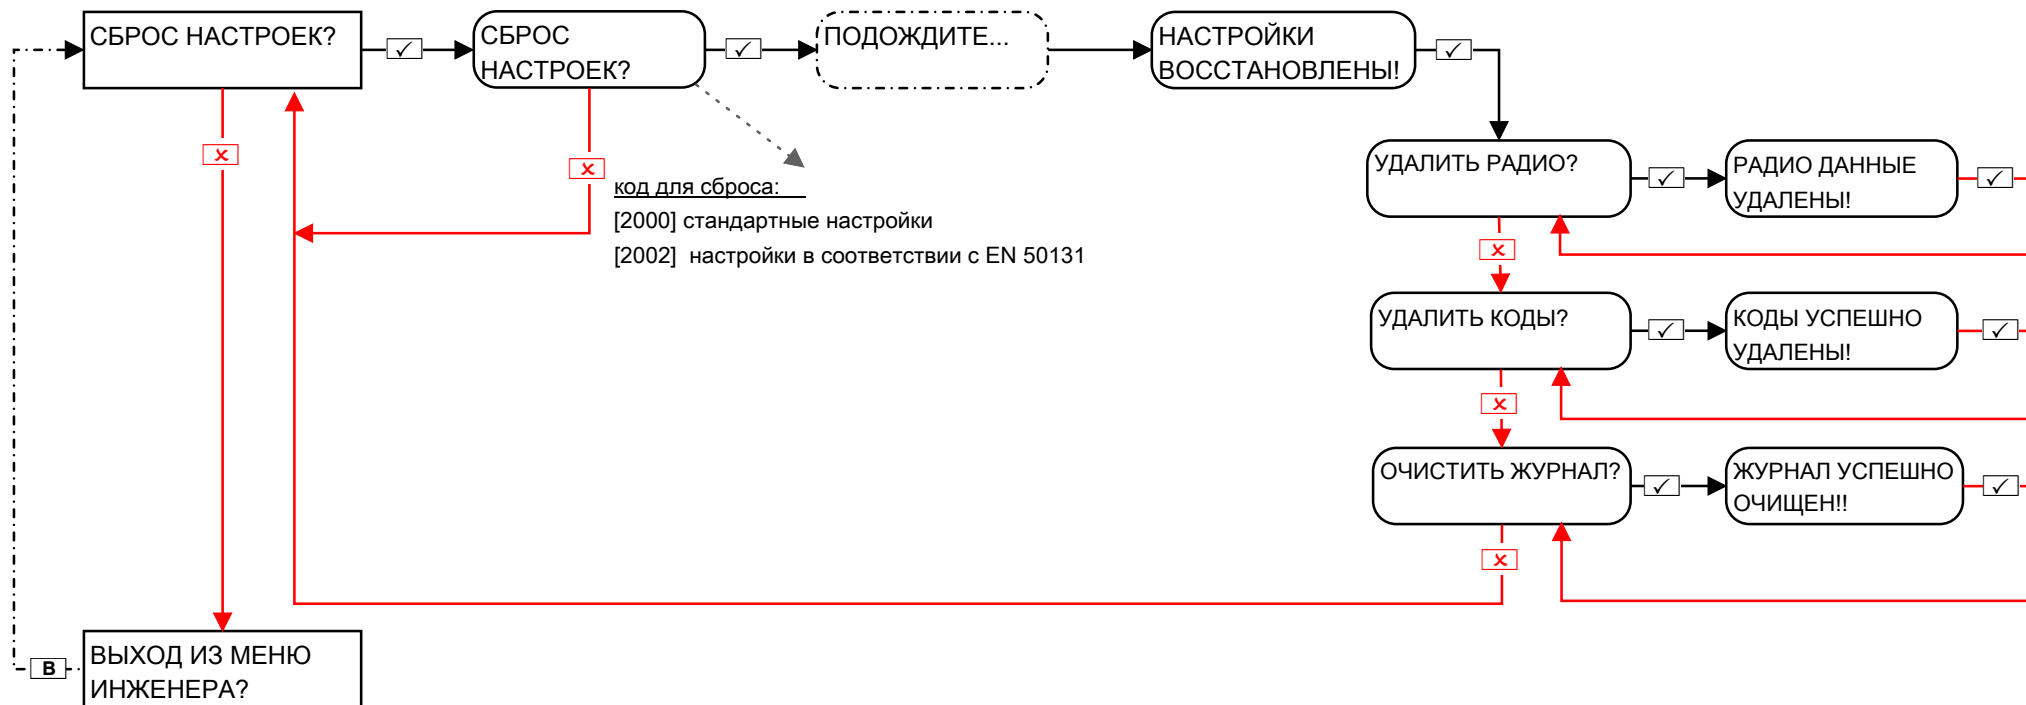 СБРОС НАСТРОЕК?
СБРОС
НАСТРОЕК?
ПОДОЖДИТЕ...
НАСТРОЙКИ
ВОССТАНОВЛЕНЫ!
УДАЛИТЬ РАДИО?
РАДИО ДАННЫЕ
УДАЛЕНЫ!
код для сброса:
[2000] стандартные настройки
[2002] настройки в соответствии с EN 50131
УДАЛИТЬ КОДЫ?
КОДЫ УСПЕШНО
УДАЛЕНЫ!
ОЧИСТИТЬ ЖУРНАЛ?
ЖУРНАЛ УСПЕШНО
ОЧИЩЕН!!
B
ВЫХОД ИЗ МЕНЮ
ИНЖЕНЕРА?